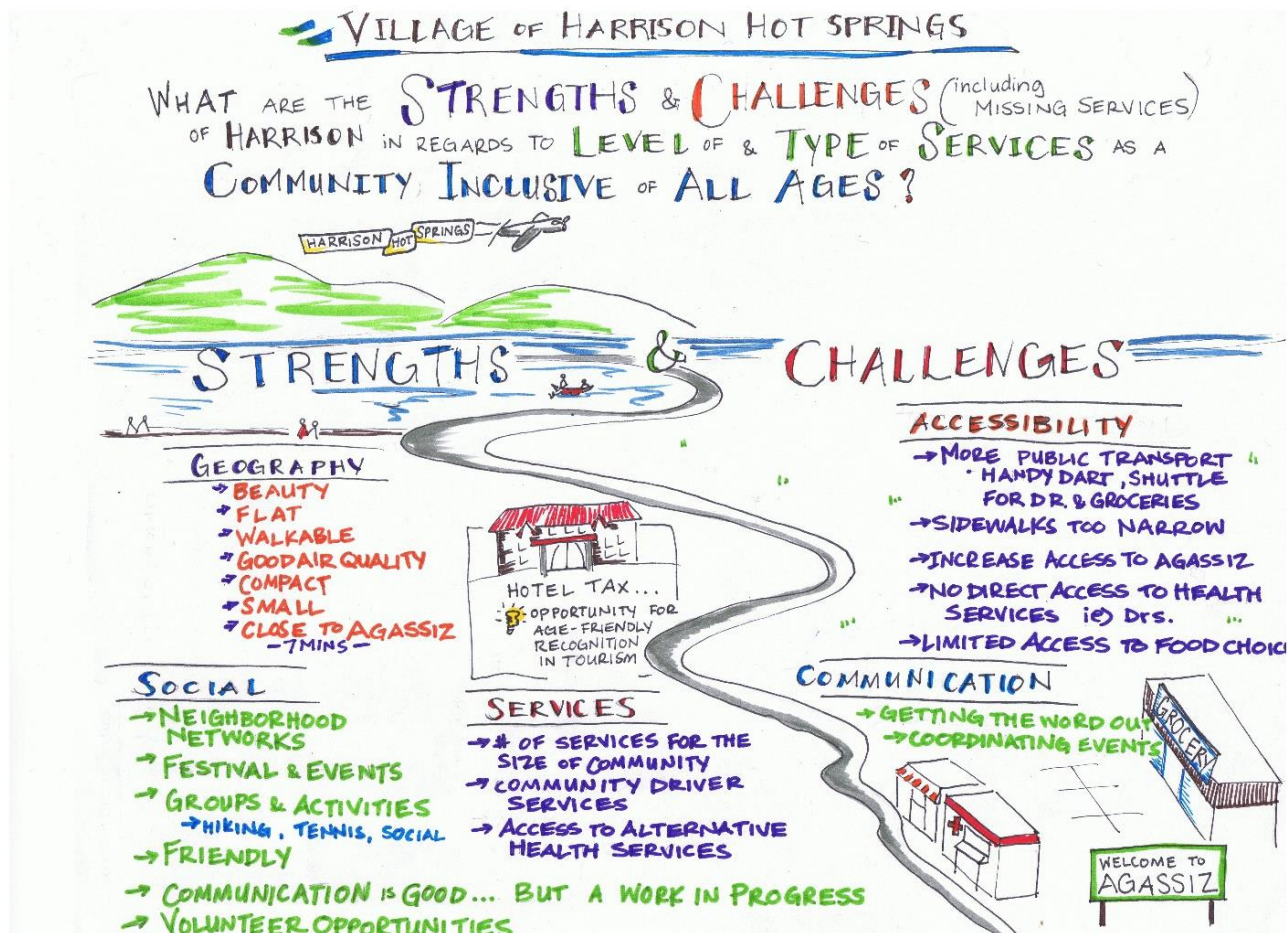 VILLAGE OF HARRISON HOT SPRINGS
WHAT ARE THE STRENGTHS & CHALLENGES (including MISSING SERVICES)
OF HARRISON IN REGARDS TO LEVEL OF & TYPE OF SERVICES AS A
COMMUNITY INCLUSIVE OF ALL AGES?
HARRISON HOT SPRINGS
STRENGTHS & CHALLENGES
GEOGRAPHY
→ BEAUTY
→ FLAT
→ WALKABLE
→ GOOD AIR QUALITY
→ COMPACT
→ SMALL
→ CLOSE TO AGASSIZ
- 7 MINS -
HOTEL TAX...
OPPORTUNITY FOR
AGE-FRIENDLY
RECOGNITION
IN TOURISM
SOCIAL
→ NEIGHBORHOOD
NETWORKS
→ FESTIVAL & EVENTS
→ GROUPS & ACTIVITIES
→ HIKING, TENNIS, SOCIAL
→ FRIENDLY
→ COMMUNICATION IS GOOD... BUT A WORK IN PROGRESS
→ VOLUNTEER OPPORTUNITIES
SERVICES
→ # OF SERVICES FOR THE
SIZE OF COMMUNITY
→ COMMUNITY DRIVER
SERVICES
→ ACCESS TO ALTERNATIVE
HEALTH SERVICES
ACCESSIBILITY
→ MORE PUBLIC TRANSPORT
• HANDY DART, SHUTTLE
FOR DR. & GROCERIES
→ SIDEWALKS TOO NARROW
→ INCREASE ACCESS TO AGASSIZ
→ NO DIRECT ACCESS TO HEALTH
SERVICES ie) Drs.
→ LIMITED ACCESS TO FOOD CHOIC
COMMUNICATION
→ GETTING THE WORD OUT
→ COORDINATING EVENTS
GROCERY
WELCOME TO
AGASSIZ